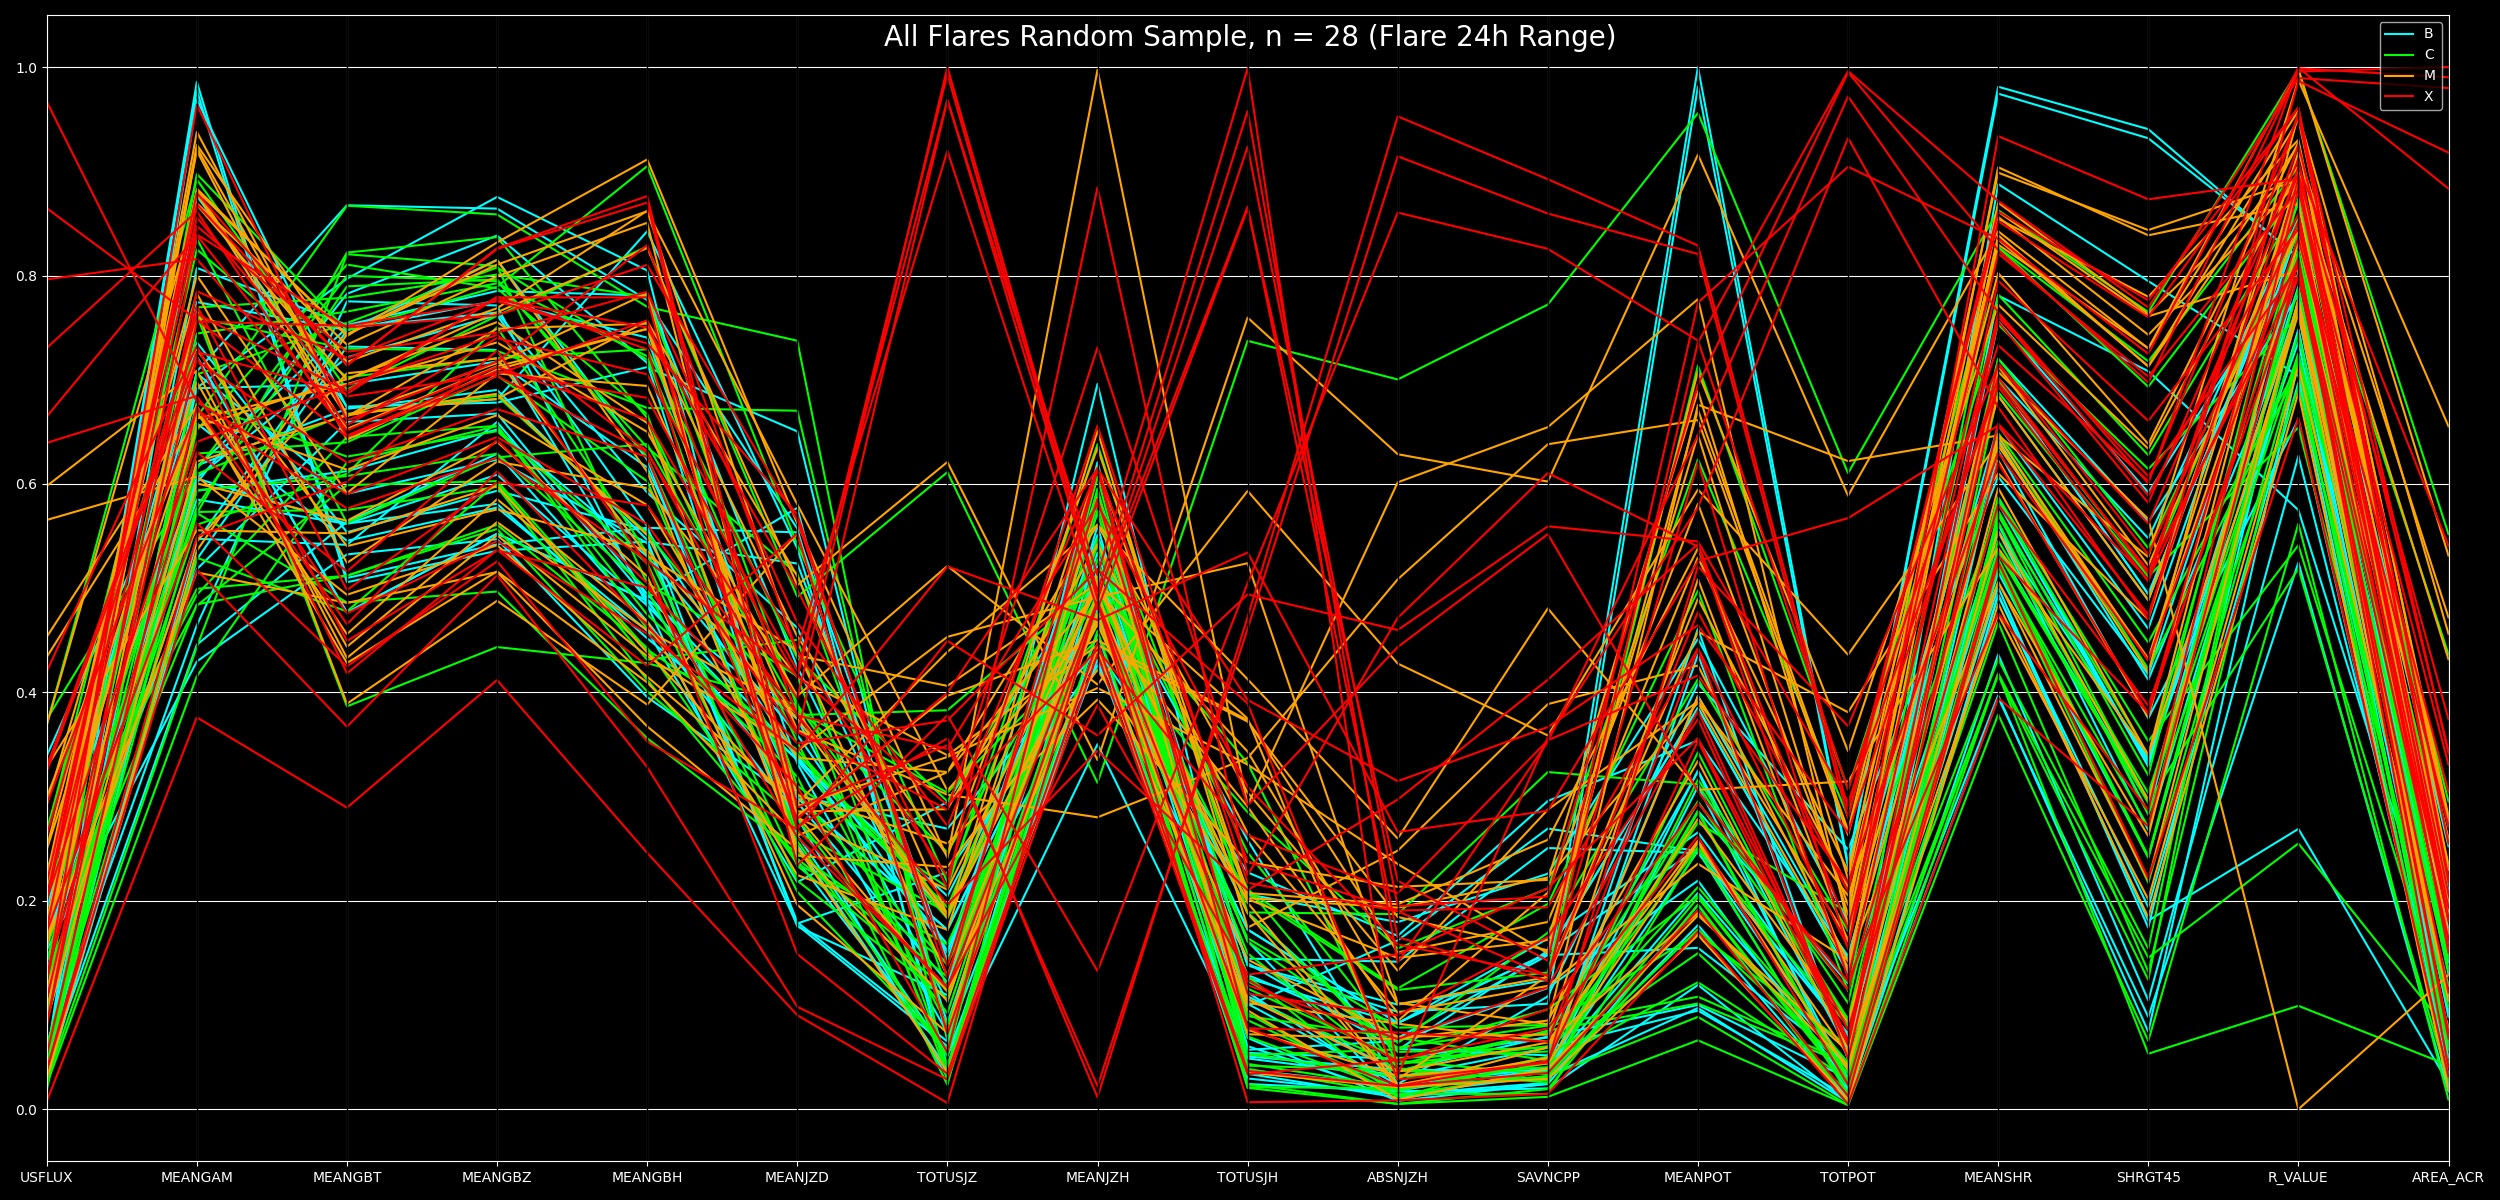 All Flares Random Sample, n = 28 (Flare 24h Range)
B
C
M
X
1.0
0.8
0.6
0.4
0.2
0.0
USFLUX MEANGAM MEANGBT MEANGBZ MEANGBH MEANJZD TOTUSJZ MEANJZH TOTUSJH ABSNJZH SAVNCPP MEANPOT TOTPOT MEANSHR SHRGT45 R_VALUE AREA_ACR